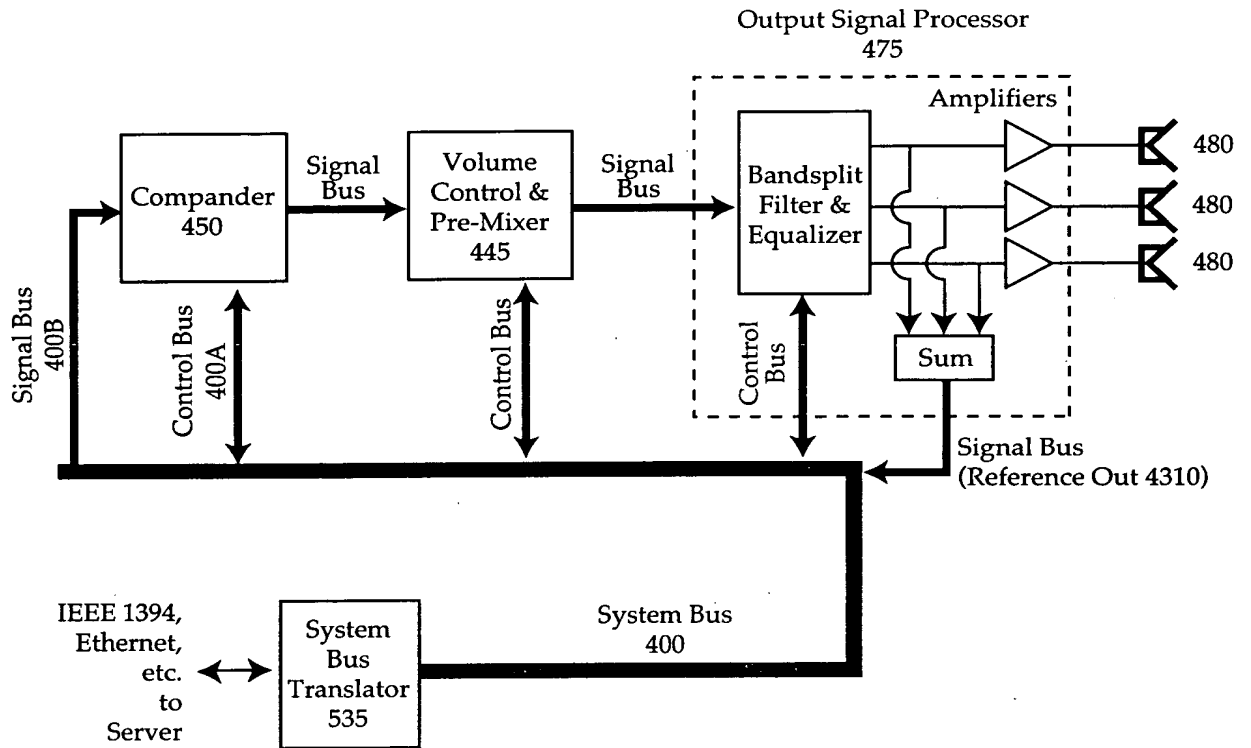 Output Signal Processor
475
Amplifiers
Compander
450
Signal
Bus
Volume
Control &
Pre-Mixer
445
Signal
Bus
Bandsplit
Filter &
Equalizer
480
480
480
Signal Bus
400B
Control Bus
400A
Control Bus
Control
Bus
Sum
Signal Bus
(Reference Out 4310)
IEEE 1394,
Ethernet,
etc.
to
Server
System
Bus
Translator
535
System Bus
400